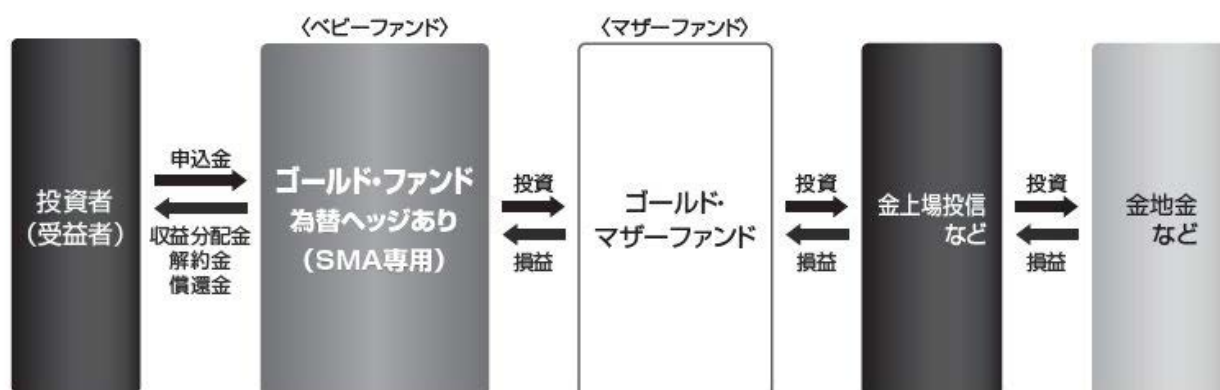 〈ベビーファンド〉
〈マザーファンド〉
投資者
（受益者）
申込金
収益分配金
解約金
償還金
ゴールド・ファンド
為替ヘッジあり
（SMA専用）
投資
損益
ゴールド・
マザーファンド
投資
損益
金上場投信
など
投資
損益
金地金
など